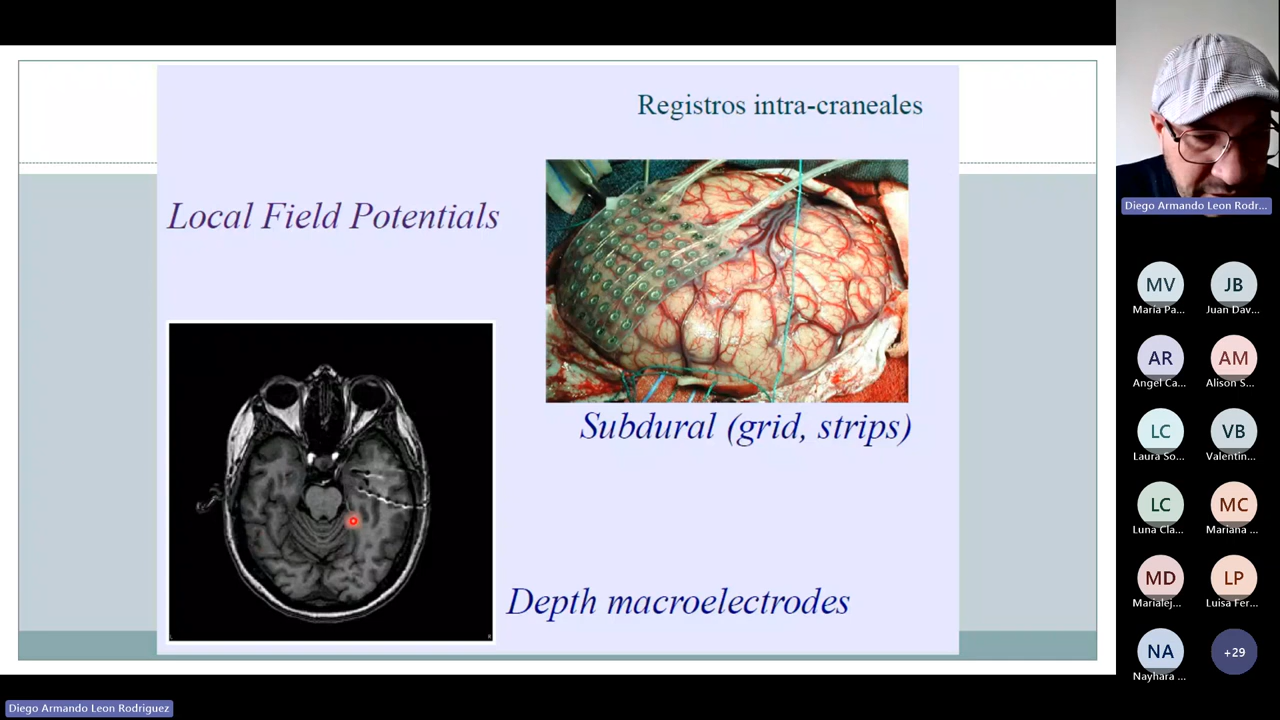 Registros intra-craneales
Local Field Potentials
Subdural (grid, strips)
Depth macroelectrodes
Diego Armando Leon Rodr...
MV
JB
María Pa...
Juan Dav...
AR
AM
Angel Ca...
Alison S...
LC
VB
Laura So...
Valentin...
LC
MC
Luna Cla...
Mariana ...
MD
LP
Marialej...
Luisa Fer...
NA
+29
Nayhara ...
Diego Armando Leon Rodriguez